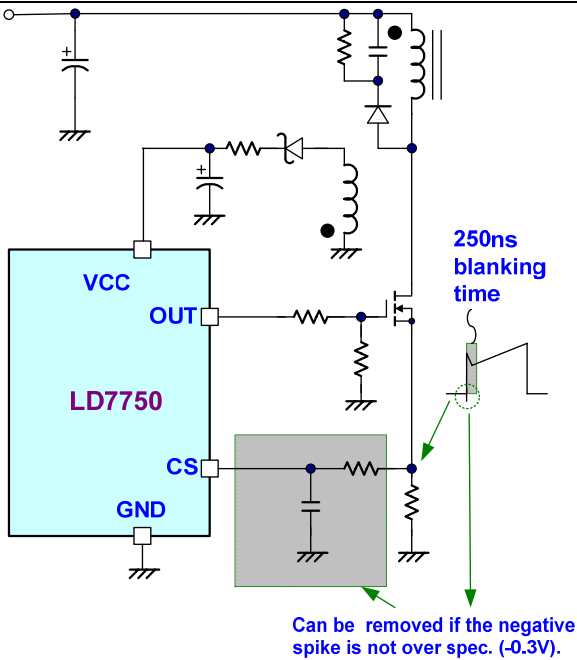 250ns
blanking
time
VCC
OUT
LD7750
CS
GND
+
+
Can be removed if the negative
spike is not over spec. (-0.3V).